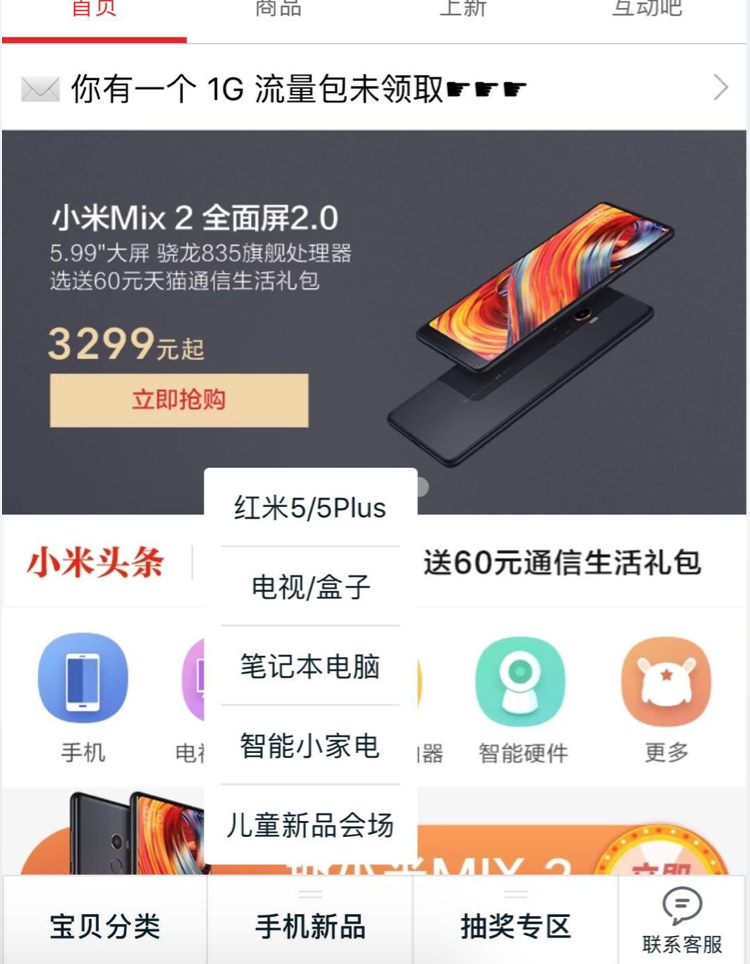 首页 商品 上新 互动吧
你有一个 1G 流量包未领取☛☛☛
小米Mix 2 全面屏2.0
5.99"大屏 骁龙835旗舰处理器
选送60元天猫通信生活礼包
3299元起
立即抢购
红米5/5Plus
电视/盒子
笔记本电脑
智能小家电
儿童新品会场
小米头条 送60元通信生活礼包
手机 电 器 智能硬件 更多
小米MIX 2 立即
宝贝分类 手机新品 抽奖专区 联系客服